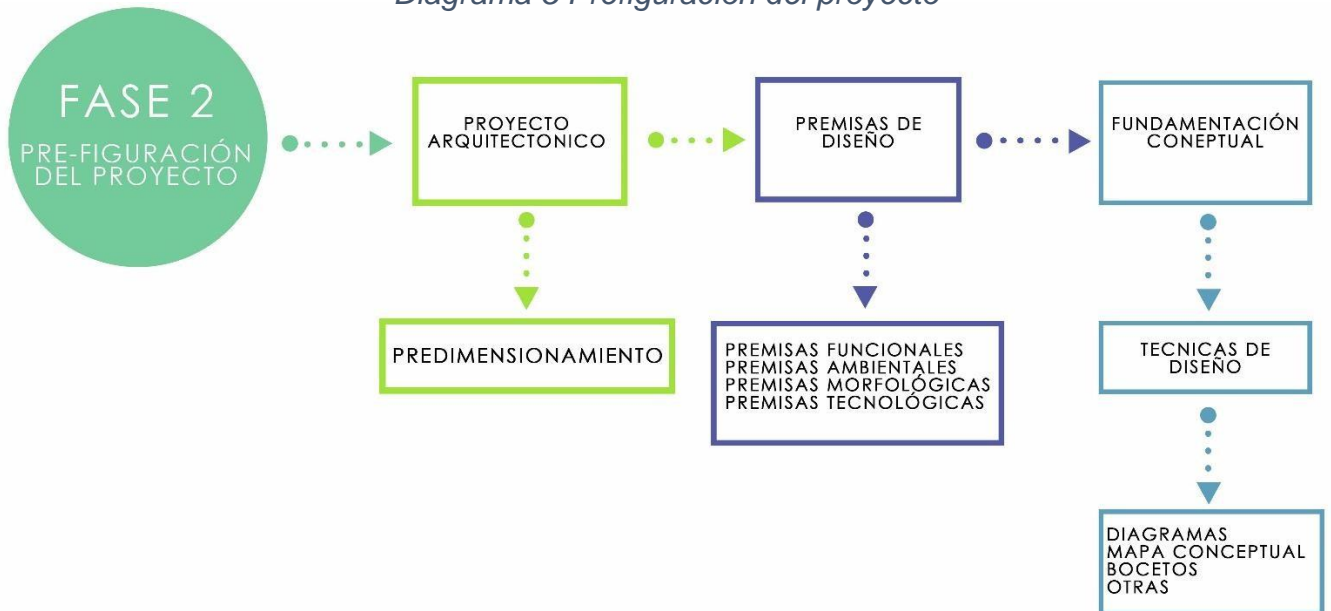 Diagrama 3 Prefiguración del proyecto
FASE 2
PRE-FIGURACIÓN
DEL PROYECTO
PROYECTO
ARQUITECTONICO
PREMISAS DE
DISEÑO
FUNDAMENTACIÓN
CONEPTUAL
PREDIMENSIONAMIENTO
PREMISAS FUNCIONALES
PREMISAS AMBIENTALES
PREMISAS MORFOLÓGICAS
PREMISAS TECNOLÓGICAS
TECNICAS DE
DISEÑO
DIAGRAMAS
MAPA CONCEPTUAL
BOCETOS
OTRAS